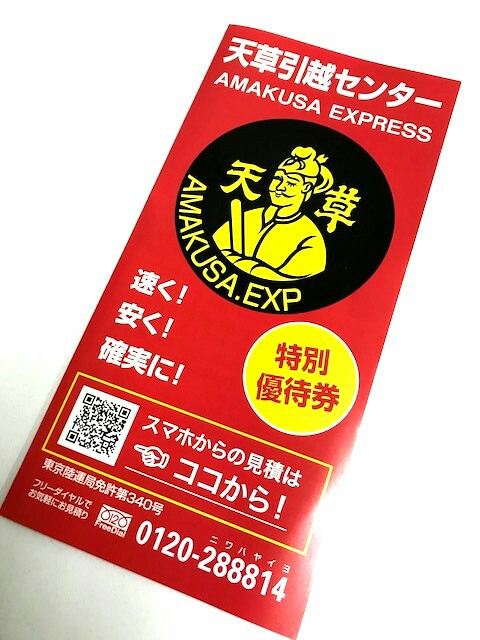 天草引越センター
AMAKUSA EXPRESS
天草
AMAKUSA.EXP
速く!
安く!
確実に!
特別
優待券
スマホからの見積は
ココから!
東京陸運局免許第340号
フリーダイヤルで
お気軽にお見積り
0120
FreeDial
ニワハヤイヨ
0120-288814